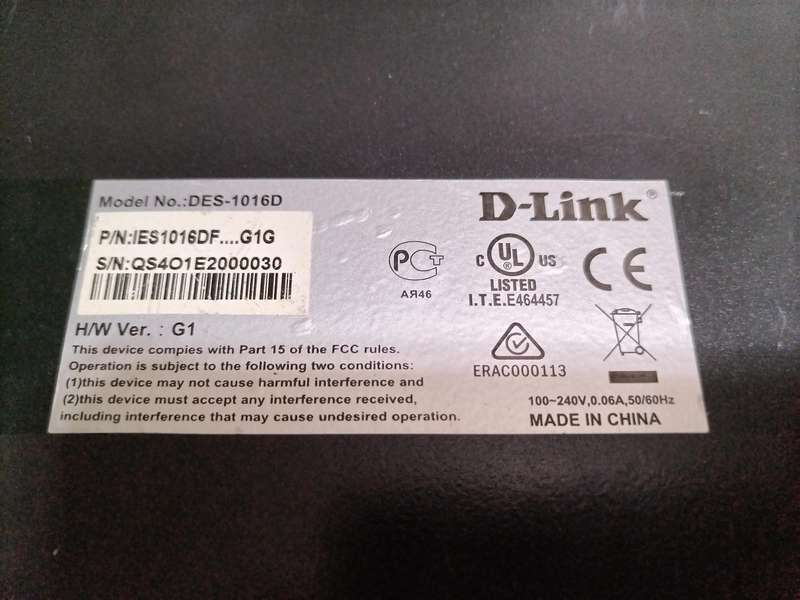 Model No.:DES-1016D
D-Link®
P/N:IES1016DF....G1G
S/N:QS4O1E2000030
РСТ
АЯ46
C UL US
®
LISTED
I.T.E.E464457
CE
H/W Ver. : G1
ERAC000113
This device complies with Part 15 of the FCC rules.
Operation is subject to the following two conditions:
(1)this device may not cause harmful interference and
(2)this device must accept any interference received,
including interference that may cause undesired operation.
100~240V,0.06A,50/60Hz
MADE IN CHINA